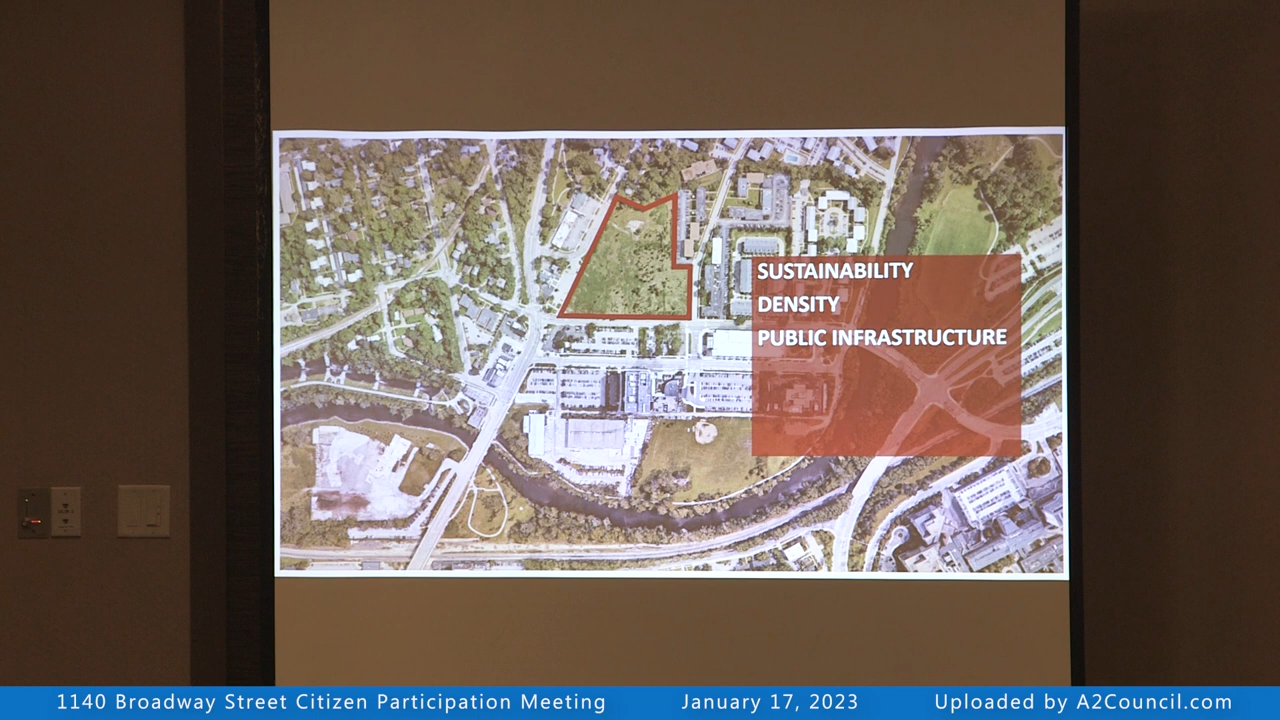 SUSTAINABILITY
DENSITY
PUBLIC INFRASTRUCTURE
1140 Broadway Street Citizen Participation Meeting January 17, 2023 Uploaded by A2Council.com